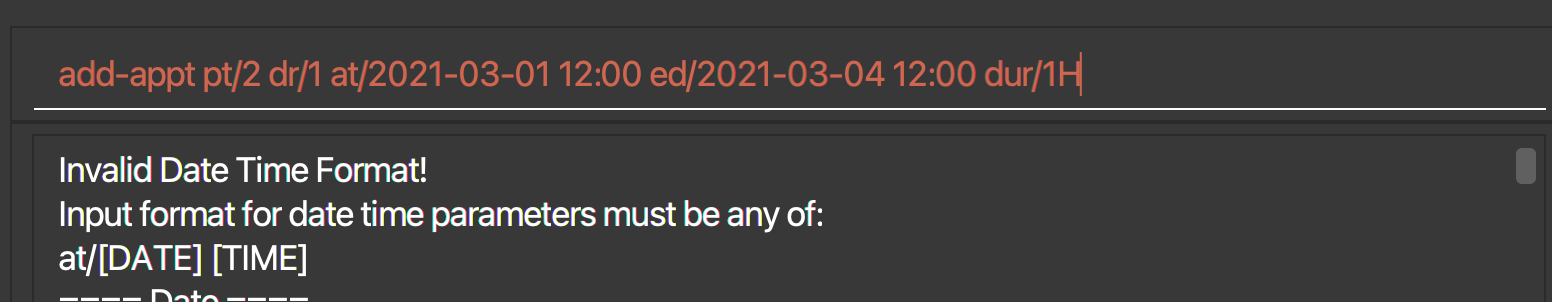 add-appt pt/2 dr/1 at/2021-03-01 12:00 ed/2021-03-04 12:00 dur/1H
Invalid Date Time Format!
Input format for date time parameters must be any of:
at/[DATE] [TIME]
==== Date ====